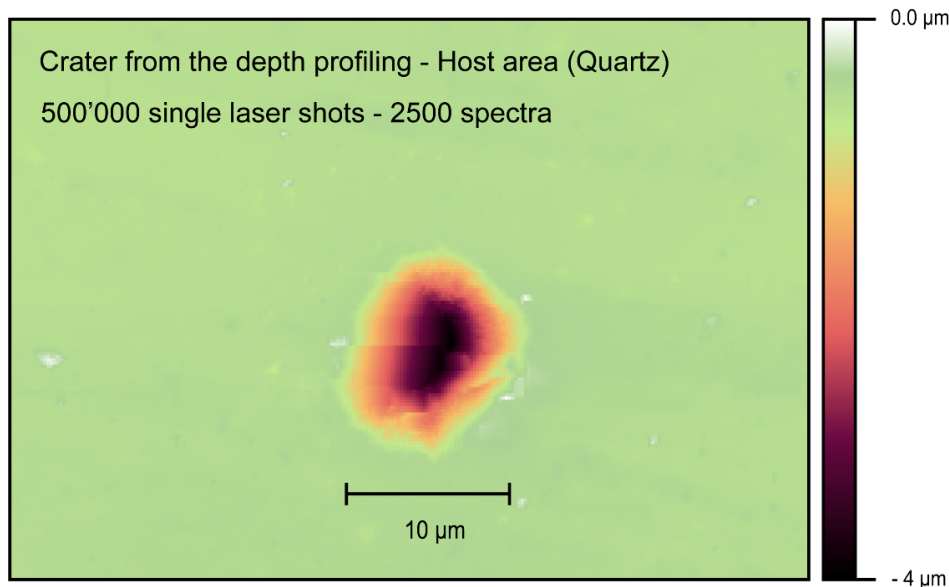 Crater from the depth profiling - Host area (Quartz)
500'000 single laser shots - 2500 spectra
0.0 µm
10 µm
- 4 µm